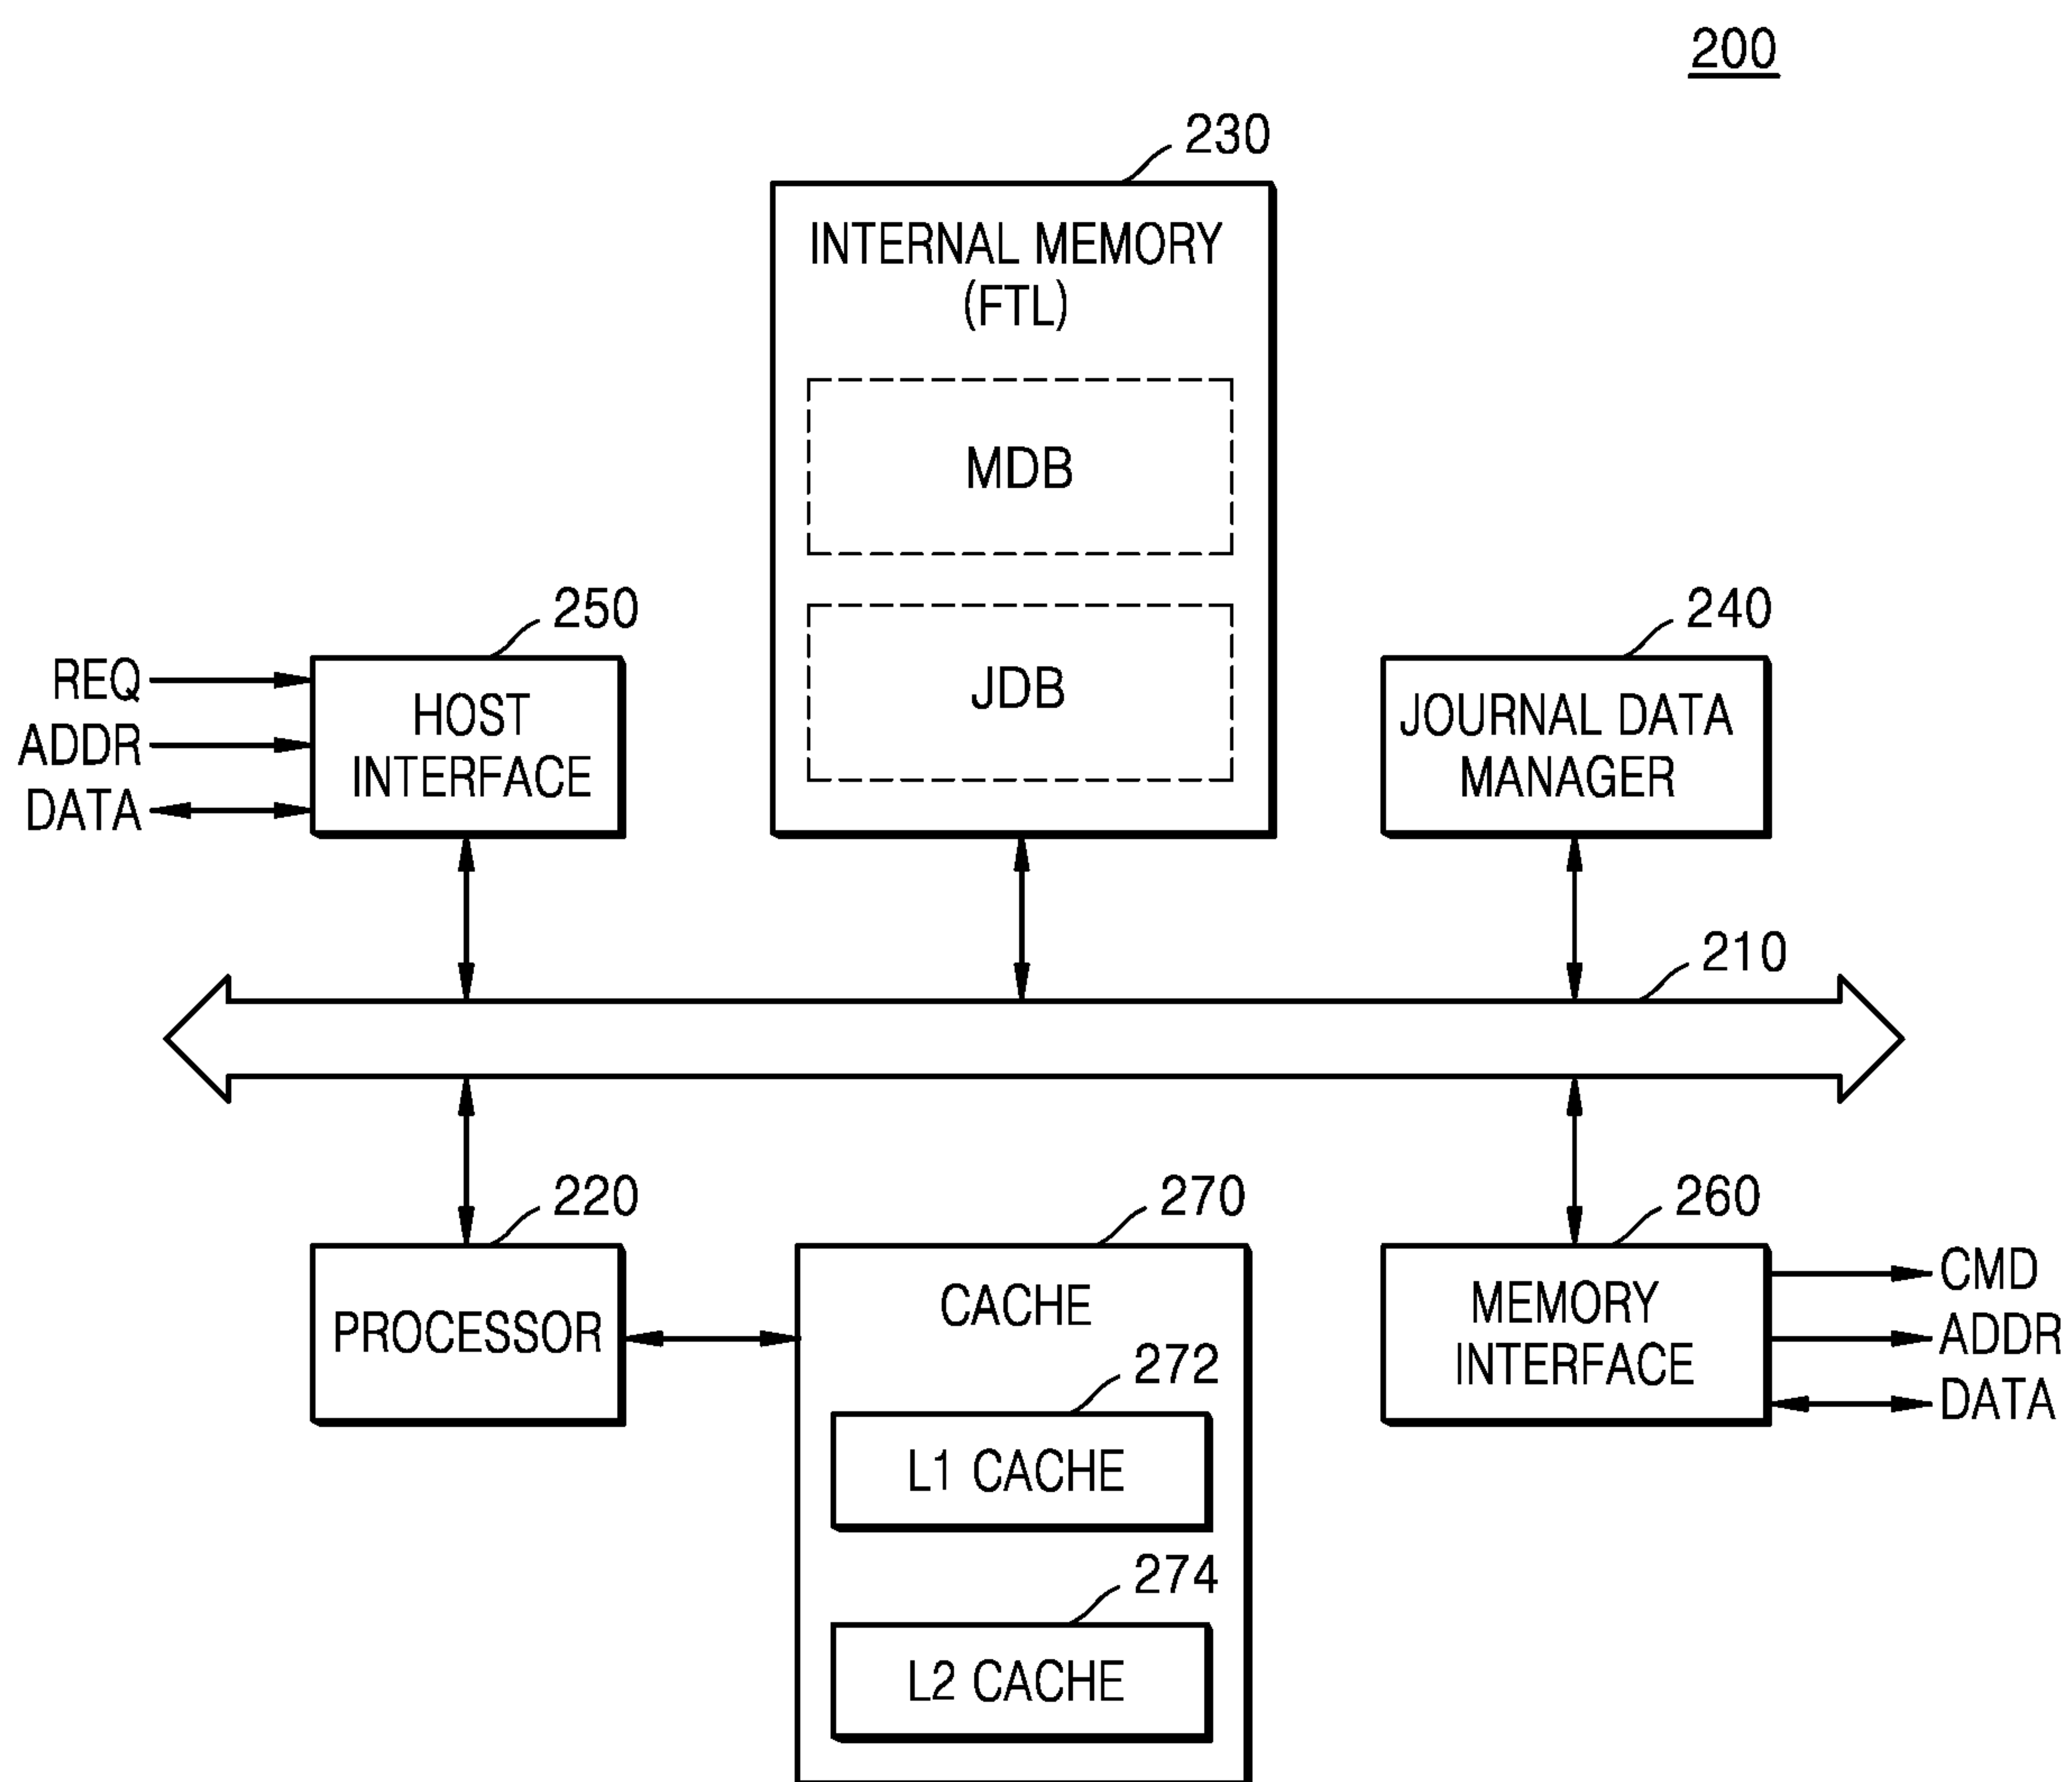 200
230
INTERNAL MEMORY
(FTL)
MDB
JDB
250
REQ
ADDR
DATA
HOST
INTERFACE
240
JOURNAL DATA
MANAGER
210
220
PROCESSOR
270
CACHE
272
L1 CACHE
274
L2 CACHE
260
MEMORY
INTERFACE
CMD
ADDR
DATA